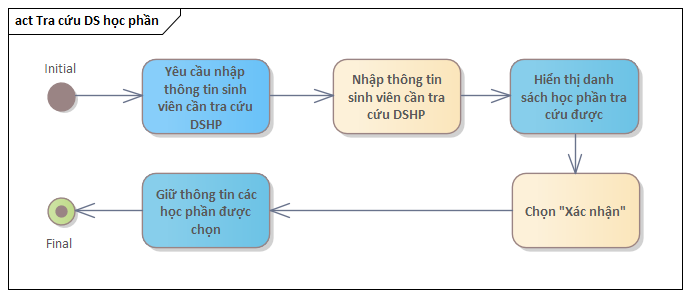 act Tra cứu DS học phần
Initial
Yêu cầu nhập
thông tin sinh
viên cần tra cứu
DSHP
Nhập thông tin
sinh viên cần tra
cứu DSHP
Hiển thị danh
sách học phần tra
cứu được
Chọn "Xác nhận"
Giữ thông tin các
học phần được
chọn
Final